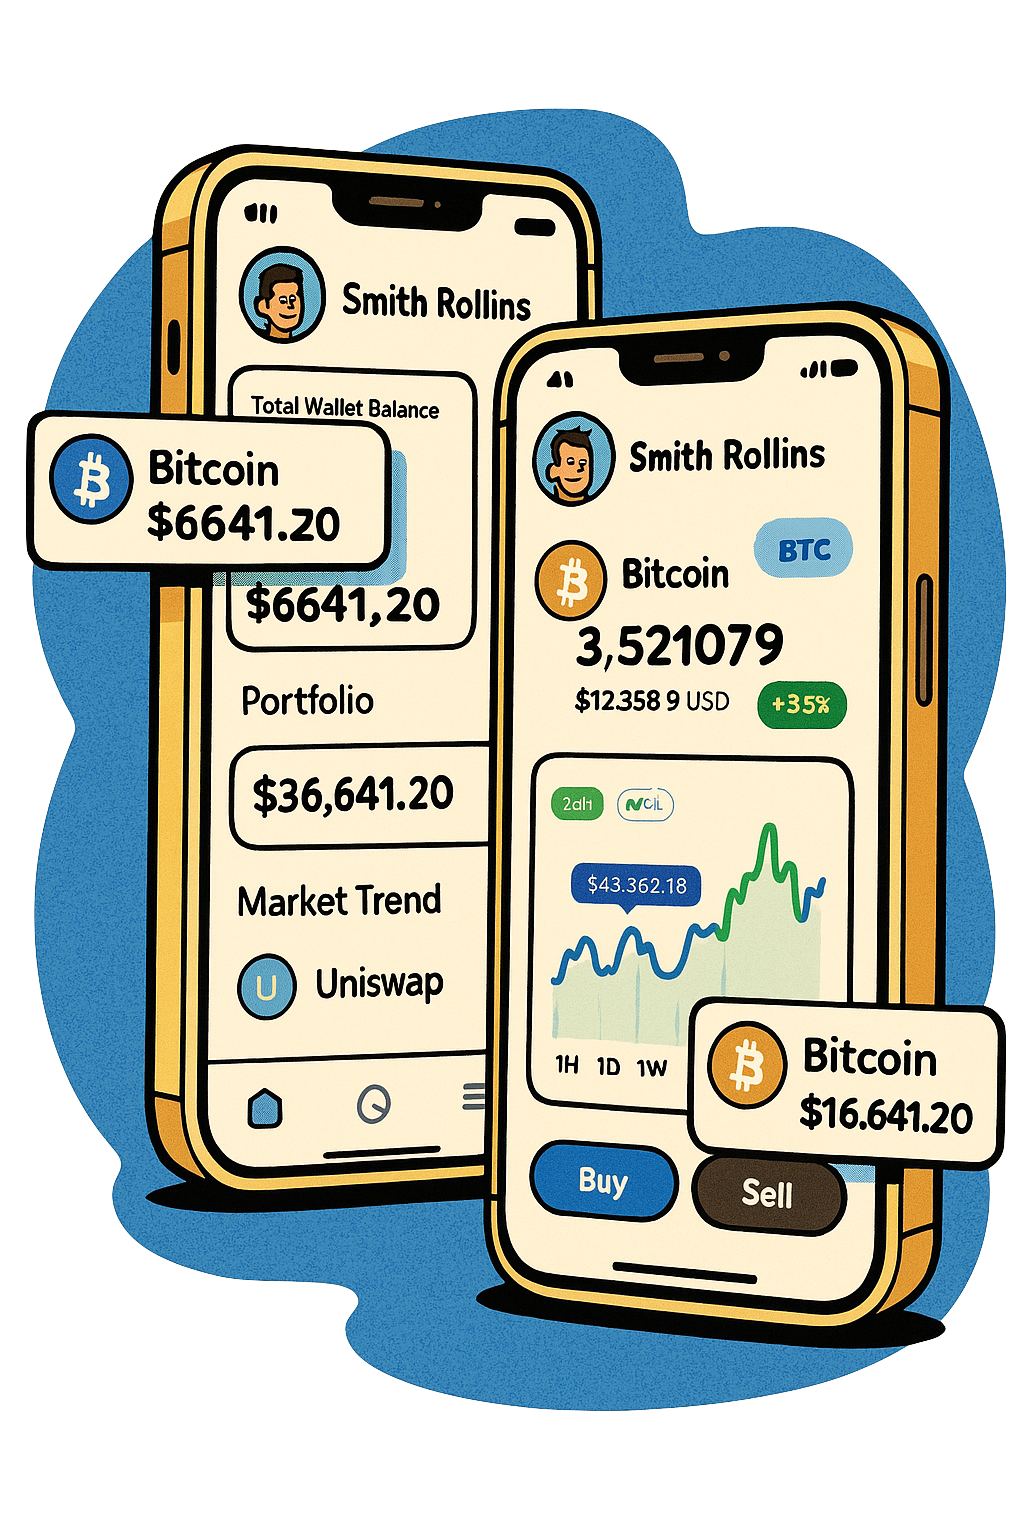 Smith Rollins
Total Wallet Balance
Bitcoin
$6641.20
$6641,20
Portfolio
$36,641.20
Market Trend
U Uniswap
Smith Rollins
Bitcoin
BTC
3,521079
$12.358 9 USD
+35%
$43.362.18
1H 1D 1W
Bitcoin
$16.641.20
Buy
Sell